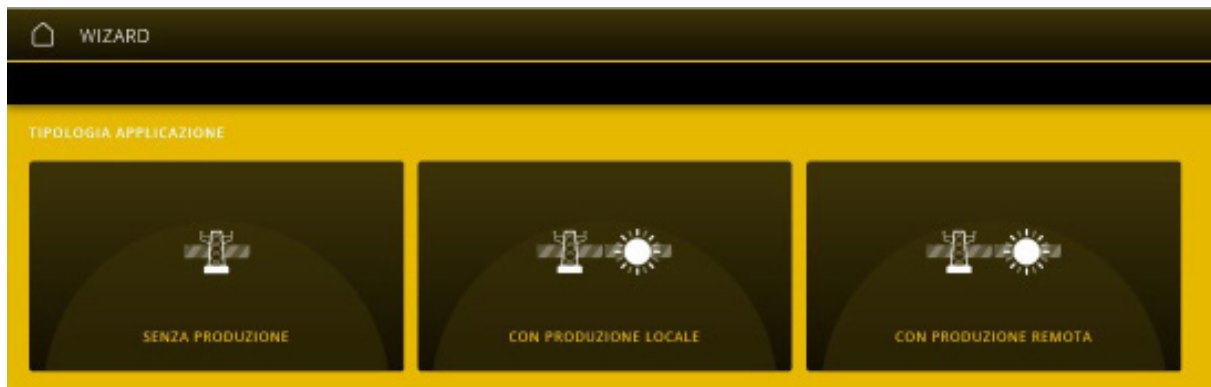 WIZARD
TIPOLOGIA APPLICAZIONE
SENZA PRODUZIONE
CON PRODUZIONE LOCALE
CON PRODUZIONE REMOTA